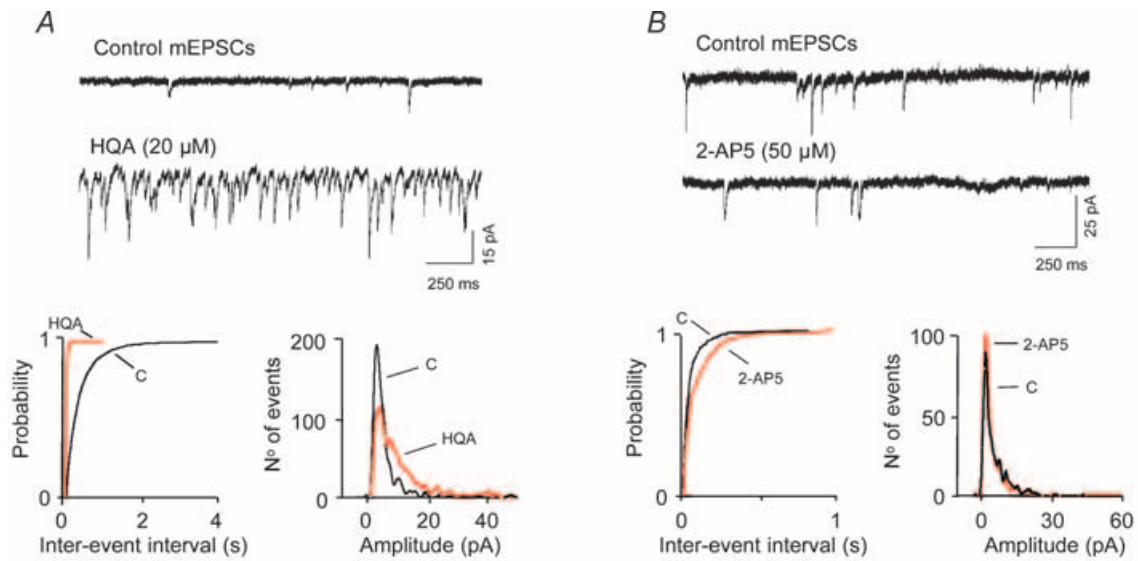 A
Control mEPSCs
HQA (20 µM)
15 pA
250 ms
HQA
1
C
Probability
0
0 2 4
Inter-event interval (s)
200
C
Nº of events
100
HQA
0
0 20 40
Amplitude (pA)
B
Control mEPSCs
2-AP5 (50 µM)
25 pA
250 ms
C
1
2-AP5
Probability
0
0 1
Inter-event interval (s)
100
2-AP5
C
Nº of events
50
0
0 30 60
Amplitude (pA)